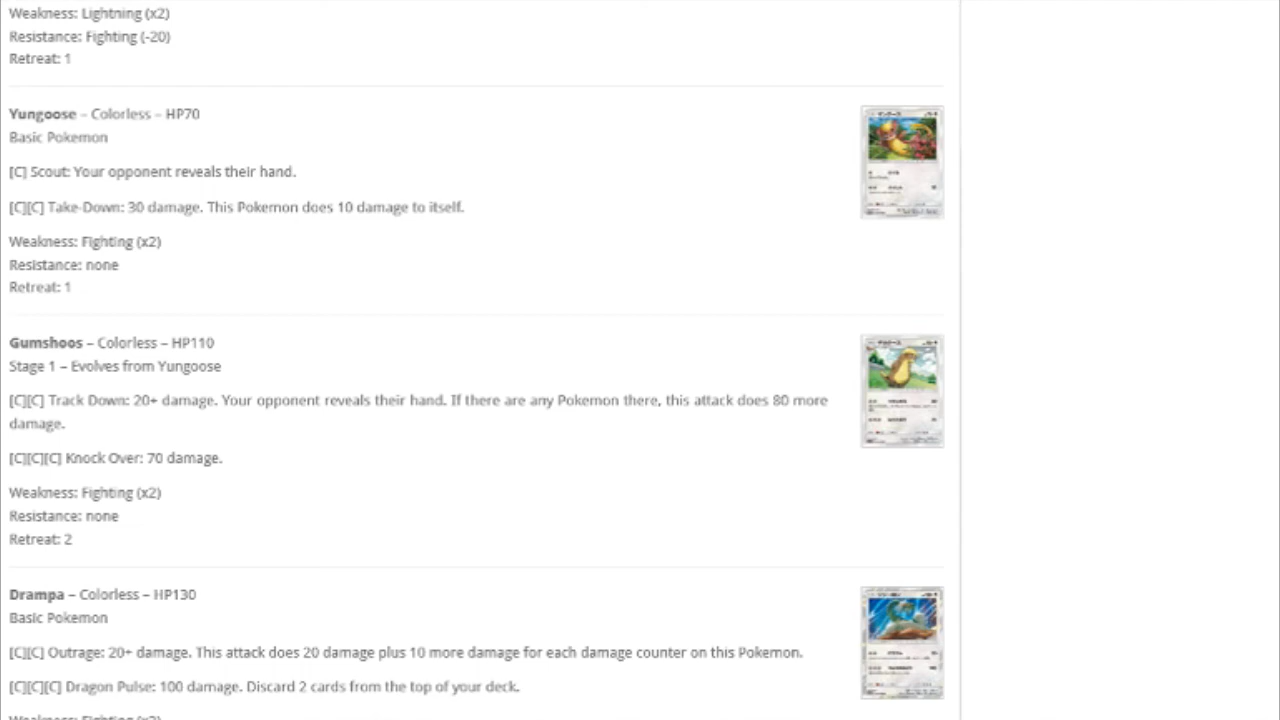 Weakness: Lightning (x2)
Resistance: Fighting (-20)
Retreat: 1
Yungoose – Colorless – HP70
Basic Pokemon
[C] Scout: Your opponent reveals their hand.
[C][C] Take-Down: 30 damage. This Pokemon does 10 damage to itself.
Weakness: Fighting (x2)
Resistance: none
Retreat: 1
Gumshoos – Colorless – HP110
Stage 1 – Evolves from Yungoose
[C][C] Track Down: 20+ damage. Your opponent reveals their hand. If there are any Pokemon there, this attack does 80 more
damage.
[C][C][C] Knock Over: 70 damage.
Weakness: Fighting (x2)
Resistance: none
Retreat: 2
Drampa – Colorless – HP130
Basic Pokemon
[C][C] Outrage: 20+ damage. This attack does 20 damage plus 10 more damage for each damage counter on this Pokemon.
[C][C][C] Dragon Pulse: 100 damage. Discard 2 cards from the top of your deck.
Weakness: Fighting (x2)